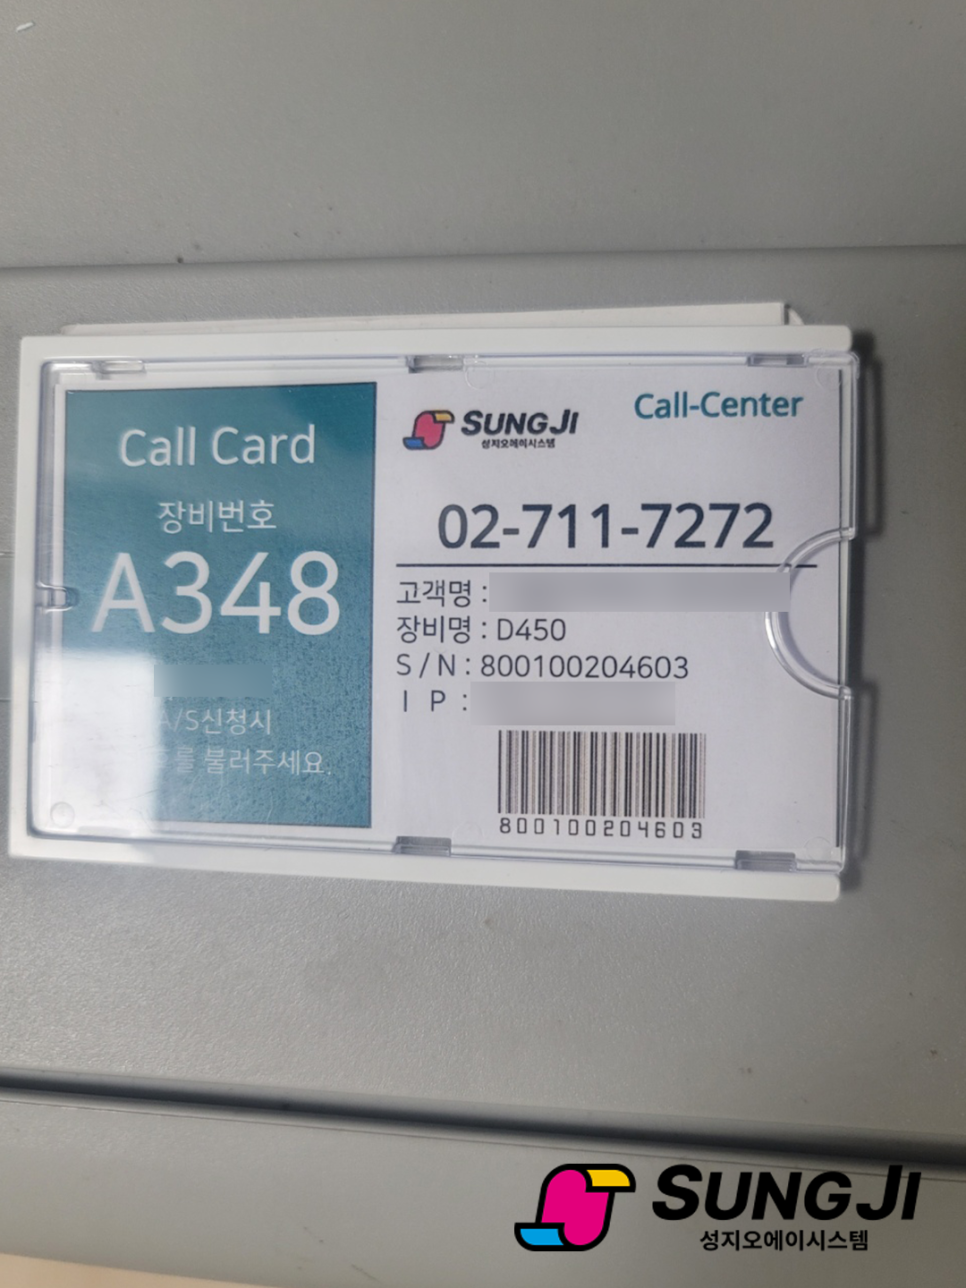 Call Card
장비번호
A348
A/S신청시
를 불러주세요.
SUNGJI
성지오에이시스템
Call-Center
02-711-7272
고객명 :
장비명 : D450
S / N : 800100204603
I P :
800100204603
SUNGJI
성지오에이시스템